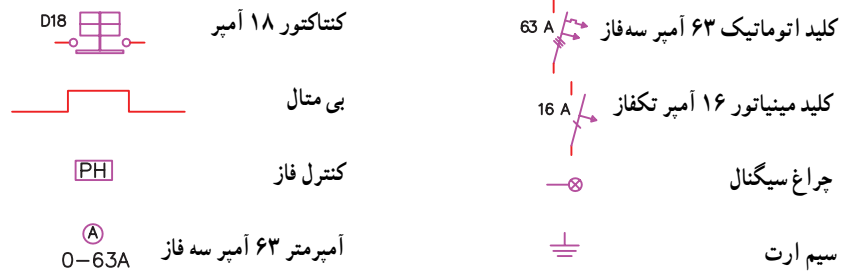 کلید اتوماتیک ۶۳ آمپر سه‌فاز
63 A
کنتاکتور ۱۸ آمپر
D18
کلید مینیاتور ۱۶ آمپر تکفاز
16 A
بی متال
چراغ سیگنال
کنترل فاز
PH
سیم ارت
آمپرمتر ۶۳ آمپر سه فاز
A
0-63A